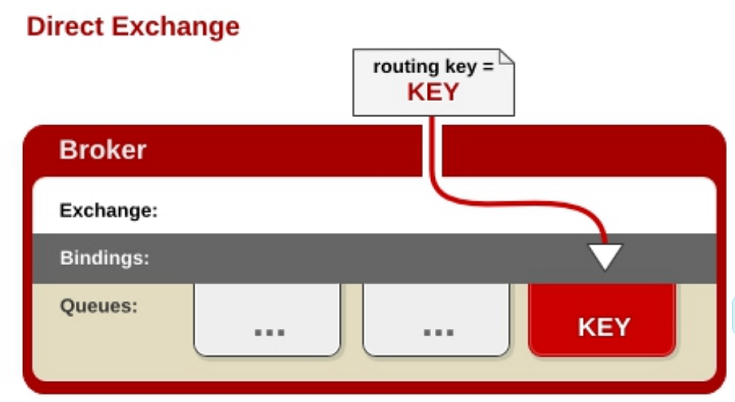 Direct Exchange
routing key =
KEY
Broker
Exchange:
Bindings:
Queues:
...
...
KEY